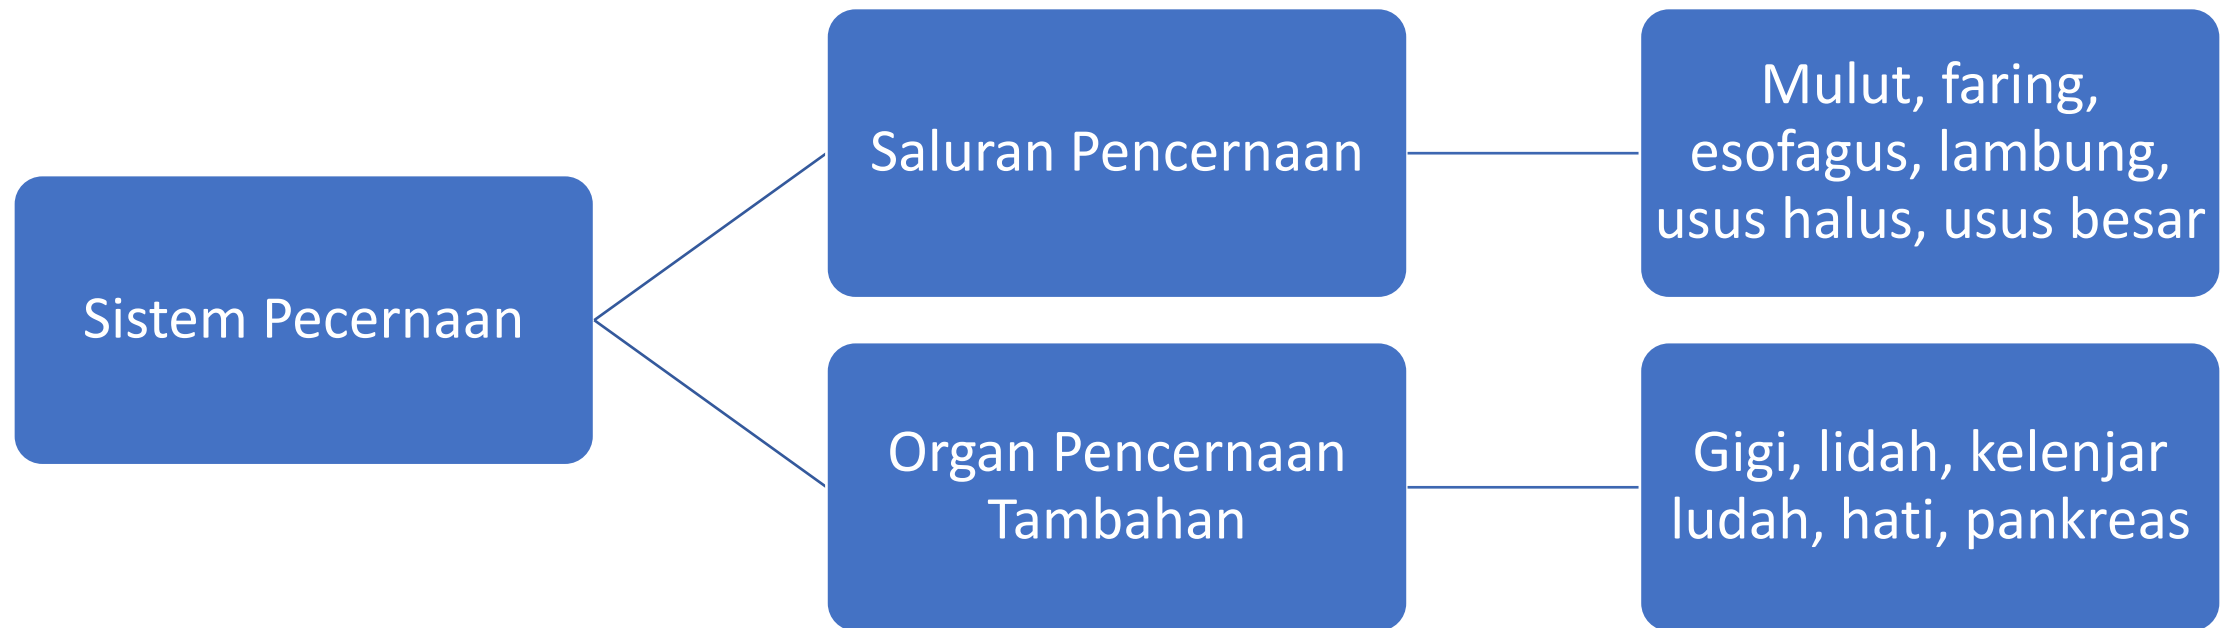 Sistem Pecernaan
Saluran Pencernaan
Mulut, faring,
esofagus, lambung,
usus halus, usus besar
Organ Pencernaan
Tambahan
Gigi, lidah, kelenjar
ludah, hati, pankreas